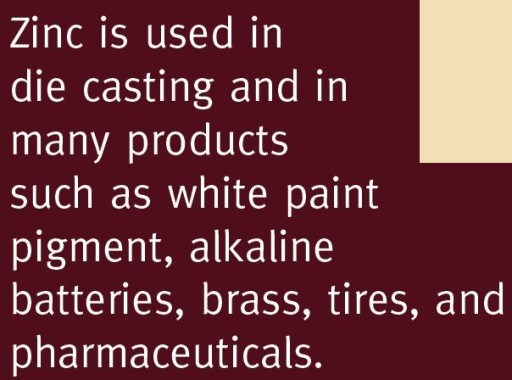 Zinc is used in
die casting and in
many products
such as white paint
pigment, alkaline
batteries, brass, tires, and
pharmaceuticals.